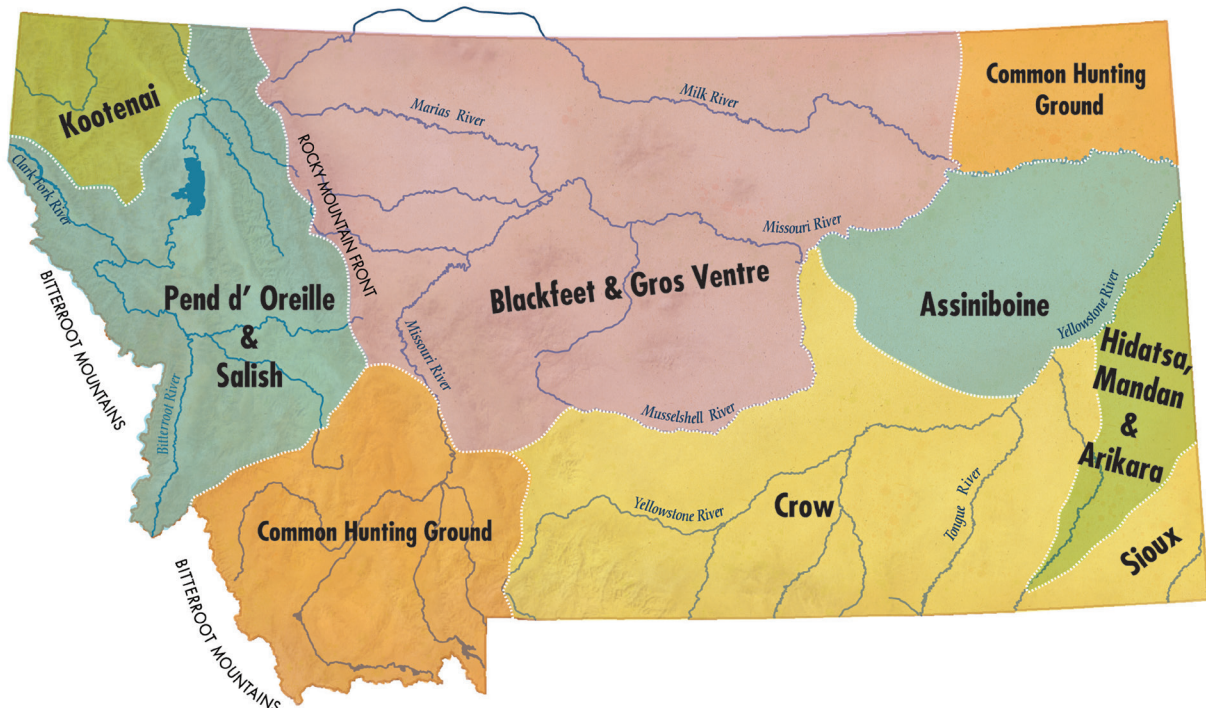 Kootenai
Common Hunting
Ground
Milk River
Marias River
ROCKY MOUNTAIN FRONT
Clark Fork River
Missouri River
Blackfeet & Gros Ventre
Pend d' Oreille
&
Salish
Assiniboine
Yellowstone River
Hidatsa,
Mandan
&
Arikara
BITTERROOT MOUNTAINS
Missouri River
Bitterroot River
Musselshell River
Yellowstone River
Crow
Tongue River
Sioux
Common Hunting Ground
BITTERROOT MOUNTAINS